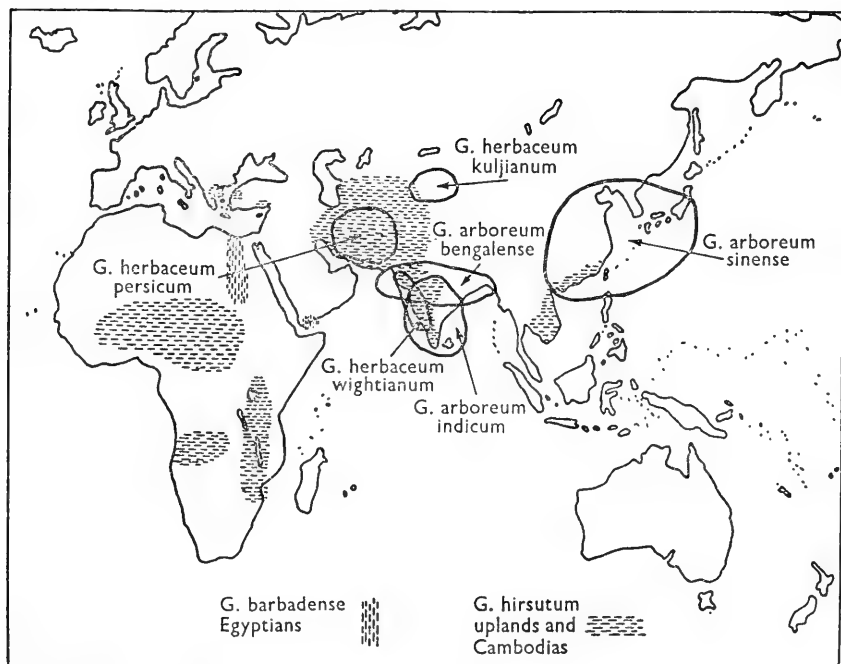 G. herbaceum
kuljianum
G. arboreum
bengalense
G. arboreum
sinense
G. herbaceum
persicum
G. herbaceum
wightianum
G. arboreum
indicum
G. barbadense
Egyptians
G. hirsutum
uplands and
Cambodias